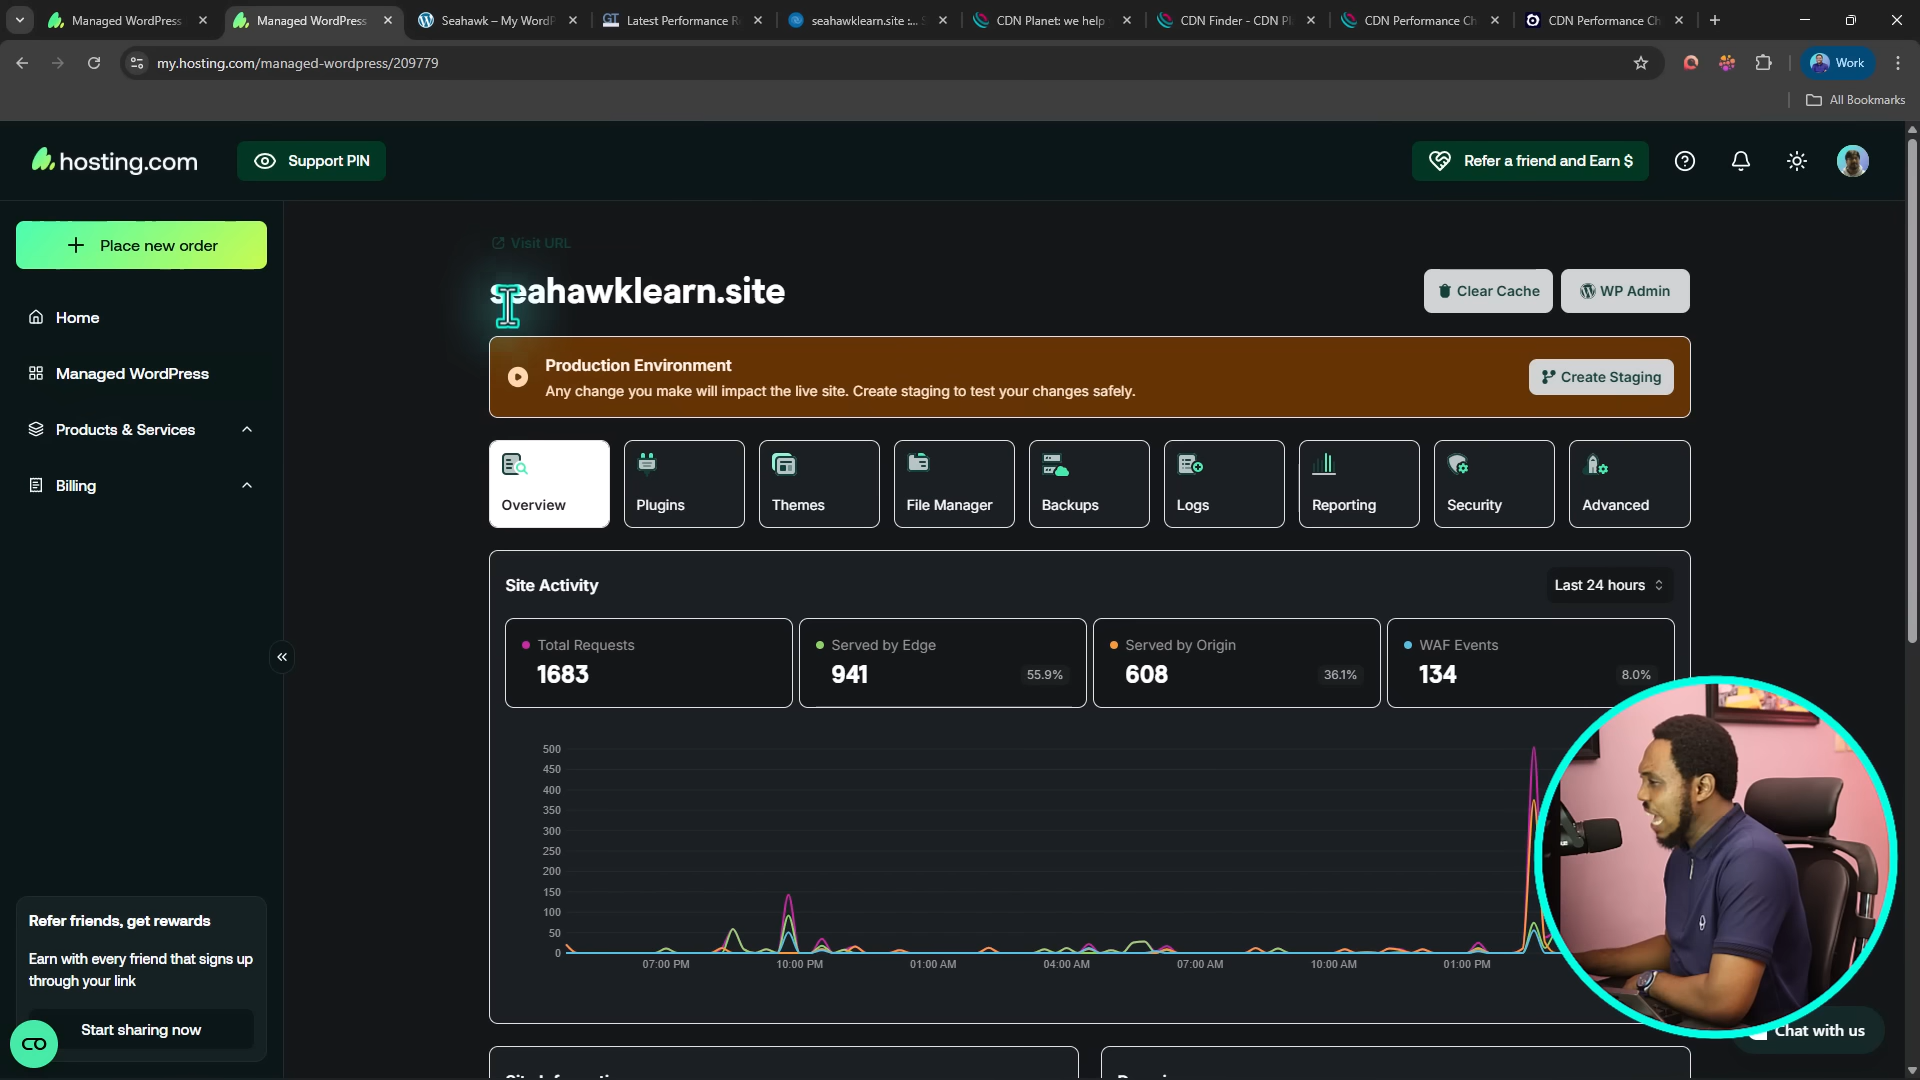 Managed WordPress
Managed WordPress
Seahawk – My WordP
Latest Performance R
seahawklearn.site :...
CDN Planet: we help
CDN Finder - CDN Pl
CDN Performance Ch
CDN Performance Ch
my.hosting.com/managed-wordpress/209779
Work
All Bookmarks
hosting.com
Support PIN
Refer a friend and Earn $
Place new order
Home
Managed WordPress
Products & Services
Billing
Visit URL
seahawklearn.site
Clear Cache
WP Admin
Production Environment
Any change you make will impact the live site. Create staging to test your changes safely.
Create Staging
Overview
Plugins
Themes
File Manager
Backups
Logs
Reporting
Security
Advanced
Site Activity
Last 24 hours
Total Requests
1683
Served by Edge
941
55.9%
Served by Origin
608
36.1%
WAF Events
134
8.0%
500
450
400
350
300
250
200
150
100
50
0
07:00 PM
10:00 PM
01:00 AM
04:00 AM
07:00 AM
10:00 AM
01:00 PM
Refer friends, get rewards
Earn with every friend that signs up
through your link
Start sharing now
Chat with us